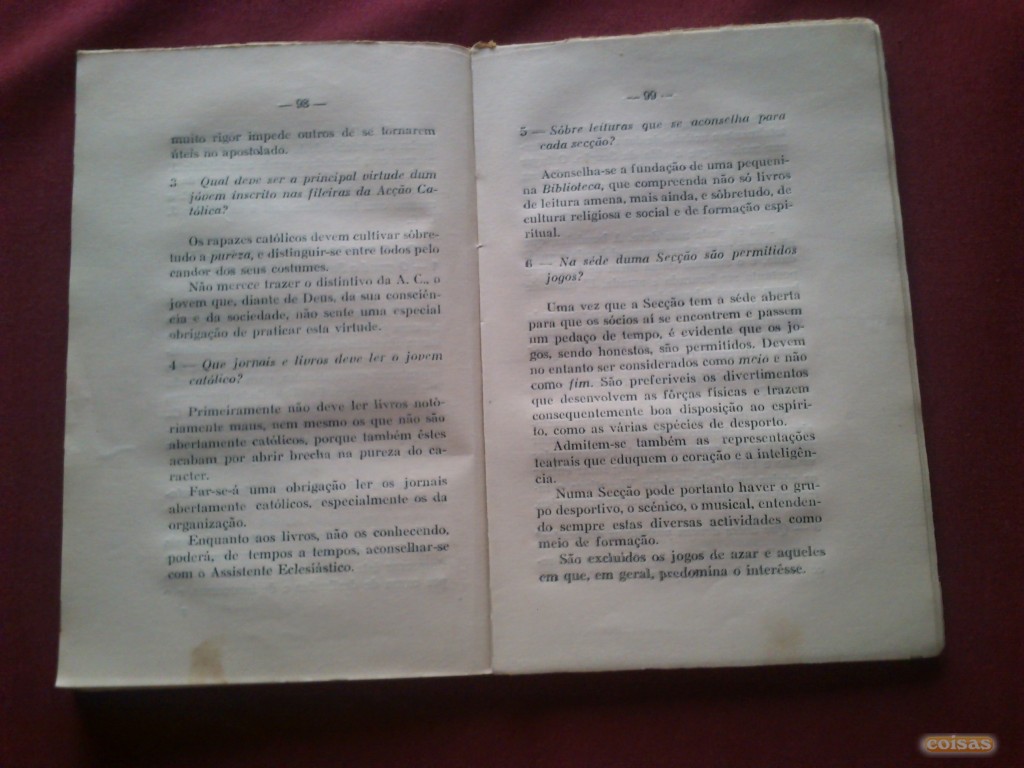 — 98 —
muito rigor impede outros de se tornarem
úteis no apostolado.
3 — Qual deve ser a principal virtude dum
jóvem inscrito nas fileiras da Acção Ca-
tólica?
Os rapazes católicos devem cultivar sôbre-
tudo a pureza, e distinguir-se entre todos pelo
candor dos seus costumes.
Não merece trazer o distintivo da A. C., o
jovem que, diante de Deus, da sua consciên-
cia e da sociedade, não sente uma especial
obrigação de praticar esta virtude.
4 — Que jornais e livros deve ler o jovem
católico?
Primeiramente não deve ler livros notò-
riamente maus, nem mesmo os que não são
abertamente católicos, porque também êstes
acabam por abrir brecha na pureza do ca-
racter.
Far-se-á uma obrigação ler os jornais
abertamente católicos, especialmente os da
organização.
Enquanto aos livros, não os conhecendo,
poderá, de tempos a tempos, aconselhar-se
com o Assistente Eclesiástico.
— 99 —
5 — Sôbre leituras que se aconselha para
cada secção?
Aconselha-se a fundação de uma pequeni-
na Biblioteca, que compreenda não só livros
de leitura amena, mais ainda, e sôbretudo, de
cultura religiosa e social e de formação espi-
ritual.
6 — Na séde duma Secção são permitidos
jogos?
Uma vez que a Secção tem a séde aberta
para que os sócios aí se encontrem e passem
um pedaço de tempo, é evidente que os jo-
gos, sendo honestos, são permitidos. Devem
no entanto ser considerados como meio e não
como fim. São preferíveis os divertimentos
que desenvolvem as fôrças físicas e trazem
consequentemente boa disposição ao espíri-
to, como as várias espécies de desporto.
Admitem-se também as representações
teatrais que eduquem o coração e a inteligên-
cia.
Numa Secção pode portanto haver o gru-
po desportivo, o scénico, o musical, entenden-
do sempre estas diversas actividades como
meio de formação.
São excluídos os jogos de azar e aqueles
em que, em geral, predomina o interêsse.
coisas